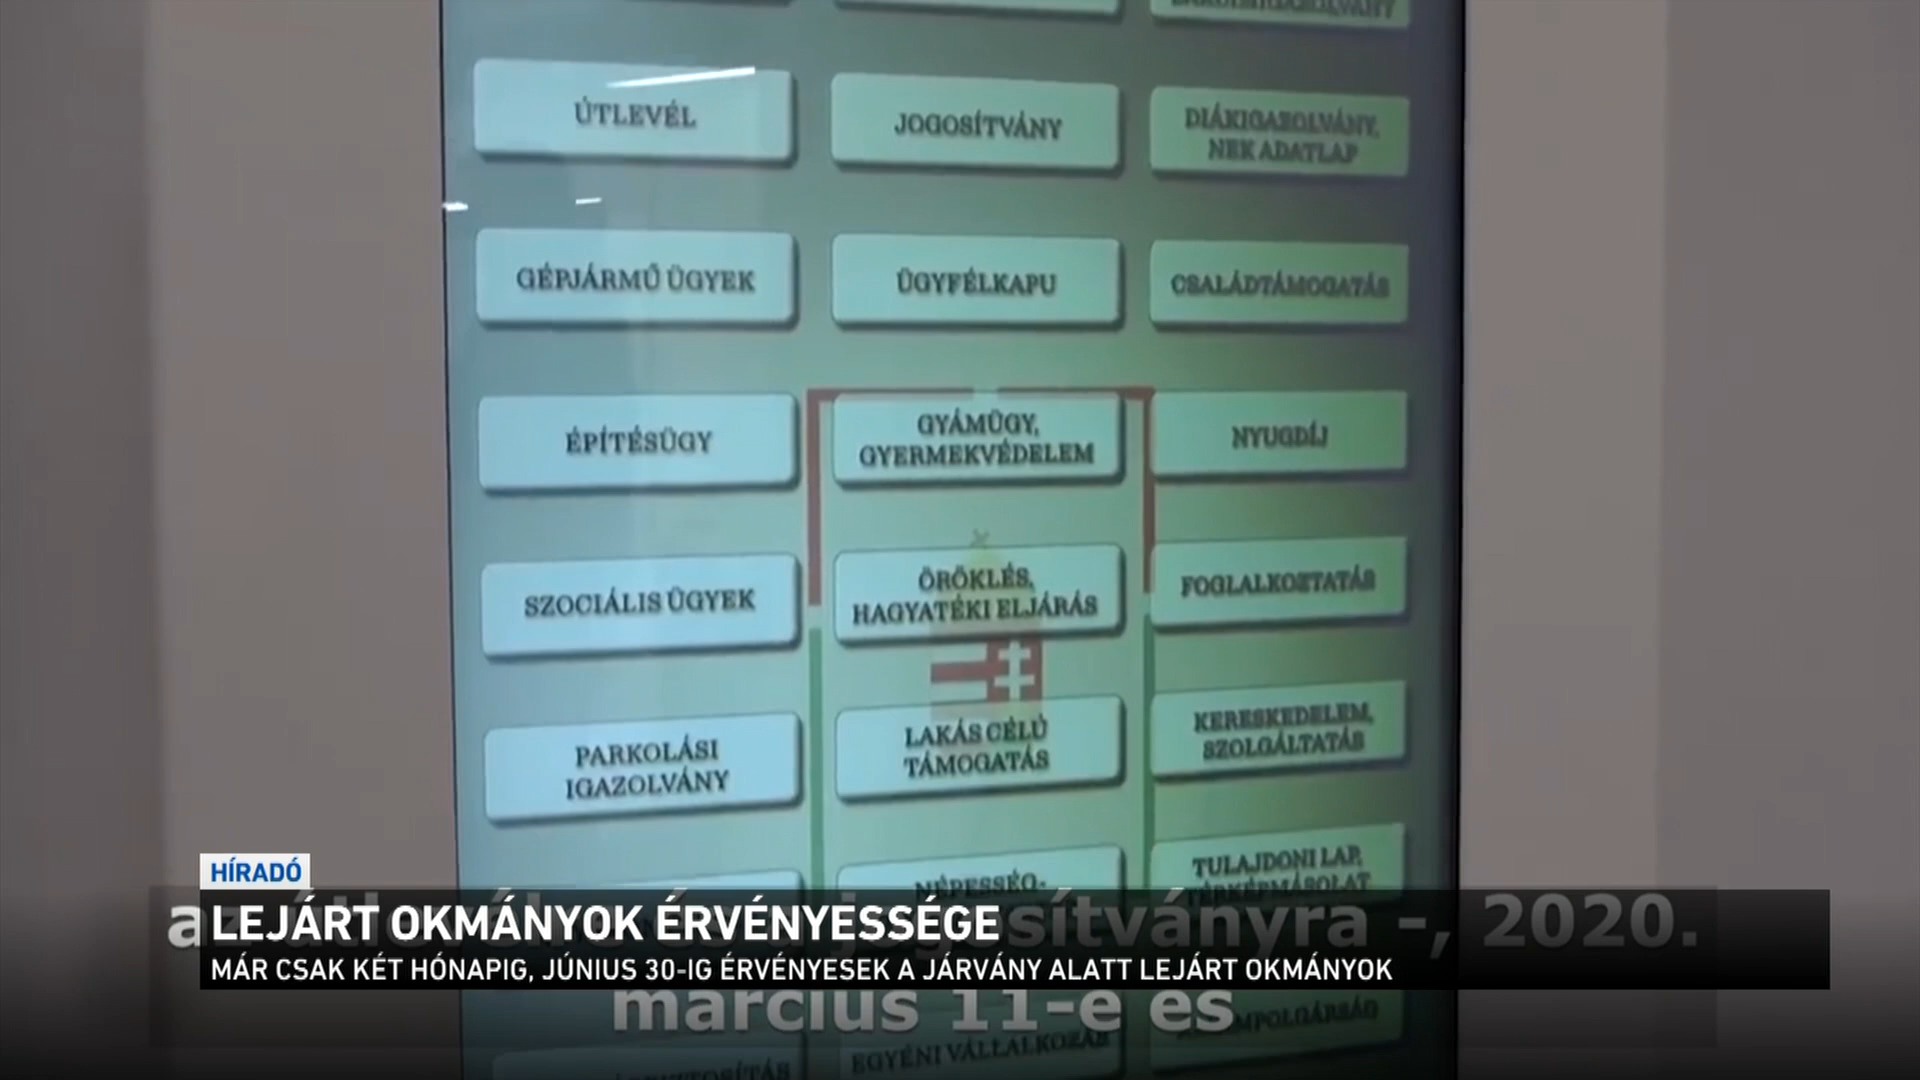 ÚTLEVÉL
JOGOSÍTVÁNY
DIÁKIGAZOLVÁNY,
NEK ADATLAP
GÉPJÁRMŰ ÜGYEK
ÜGYFÉLKAPU
CSALÁDTÁMOGATÁS
ÉPÍTÉSÜGY
GYÁMÜGY,
GYERMEKVÉDELEM
NYUGDÍJ
SZOCIÁLIS ÜGYEK
ÖRÖKLÉS,
HAGYATÉKI ELJÁRÁS
FOGLALKOZTATÁS
PARKOLÁSI
IGAZOLVÁNY
LAKÁS CÉLÚ
TÁMOGATÁS
KERESKEDELEM,
SZOLGÁLTATÁS
NÉPESSÉG-
TULAJDONI LAP,
TÉRKÉPMÁSOLAT
HÍRADÓ
LEJÁRT OKMÁNYOK ÉRVÉNYESSÉGE
MÁR CSAK KÉT HÓNAPIG, JÚNIUS 30-IG ÉRVÉNYESEK A JÁRVÁNY ALATT LEJÁRT OKMÁNYOK
-, 2020.
március 11-e és
EGYÉNI VÁLLALKOZÁS